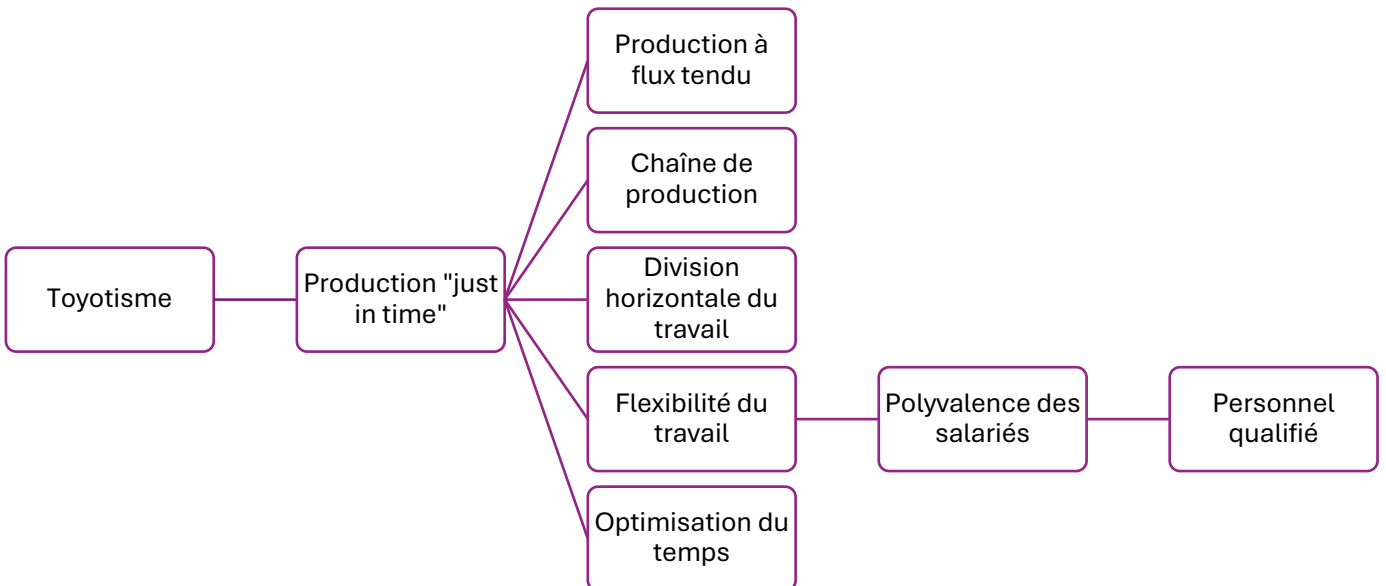 Production à
flux tendu
Chaîne de
production
Division
horizontale du
travail
Toyotisme
Production "just
in time"
Flexibilité du
travail
Polyvalence des
salariés
Personnel
qualifié
Optimisation du
temps